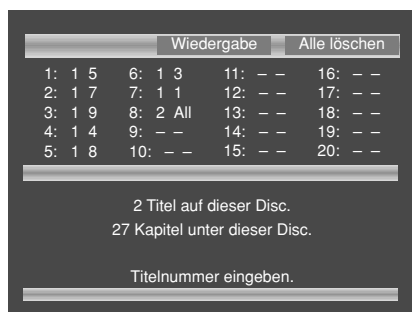 Wiedergabe Alle löschen
1: 1 5 6: 1 3 11: – – 16: – –
2: 1 7 7: 1 1 12: – – 17: – –
3: 1 9 8: 2 All 13: – – 18: – –
4: 1 4 9: – – 14: – – 19: – –
5: 1 8 10: – – 15: – – 20: – –
2 Titel auf dieser Disc.
27 Kapitel unter dieser Disc.
Titelnummer eingeben.